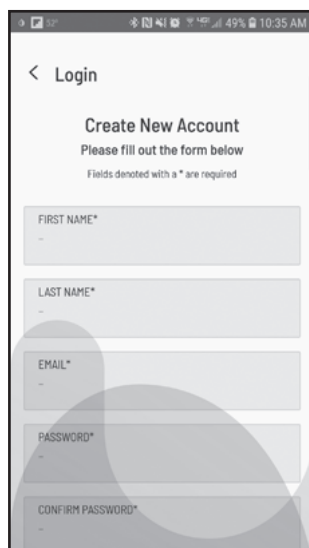 52° 49% 10:35 AM
< Login
Create New Account
Please fill out the form below
Fields denoted with a * are required
FIRST NAME*
–
LAST NAME*
–
EMAIL*
–
PASSWORD*
–
CONFIRM PASSWORD*
–